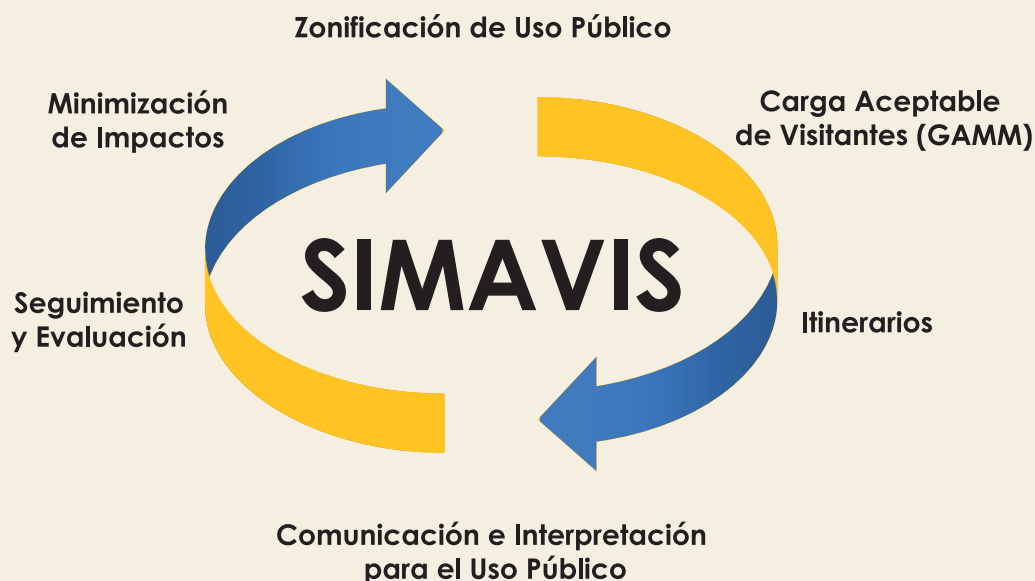 Zonificación de Uso Público
Carga Aceptable
de Visitantes (GAMM)
Itinerarios
Comunicación e Interpretación
para el Uso Público
Seguimiento
y Evaluación
Minimización
de Impactos
SIMAVIS